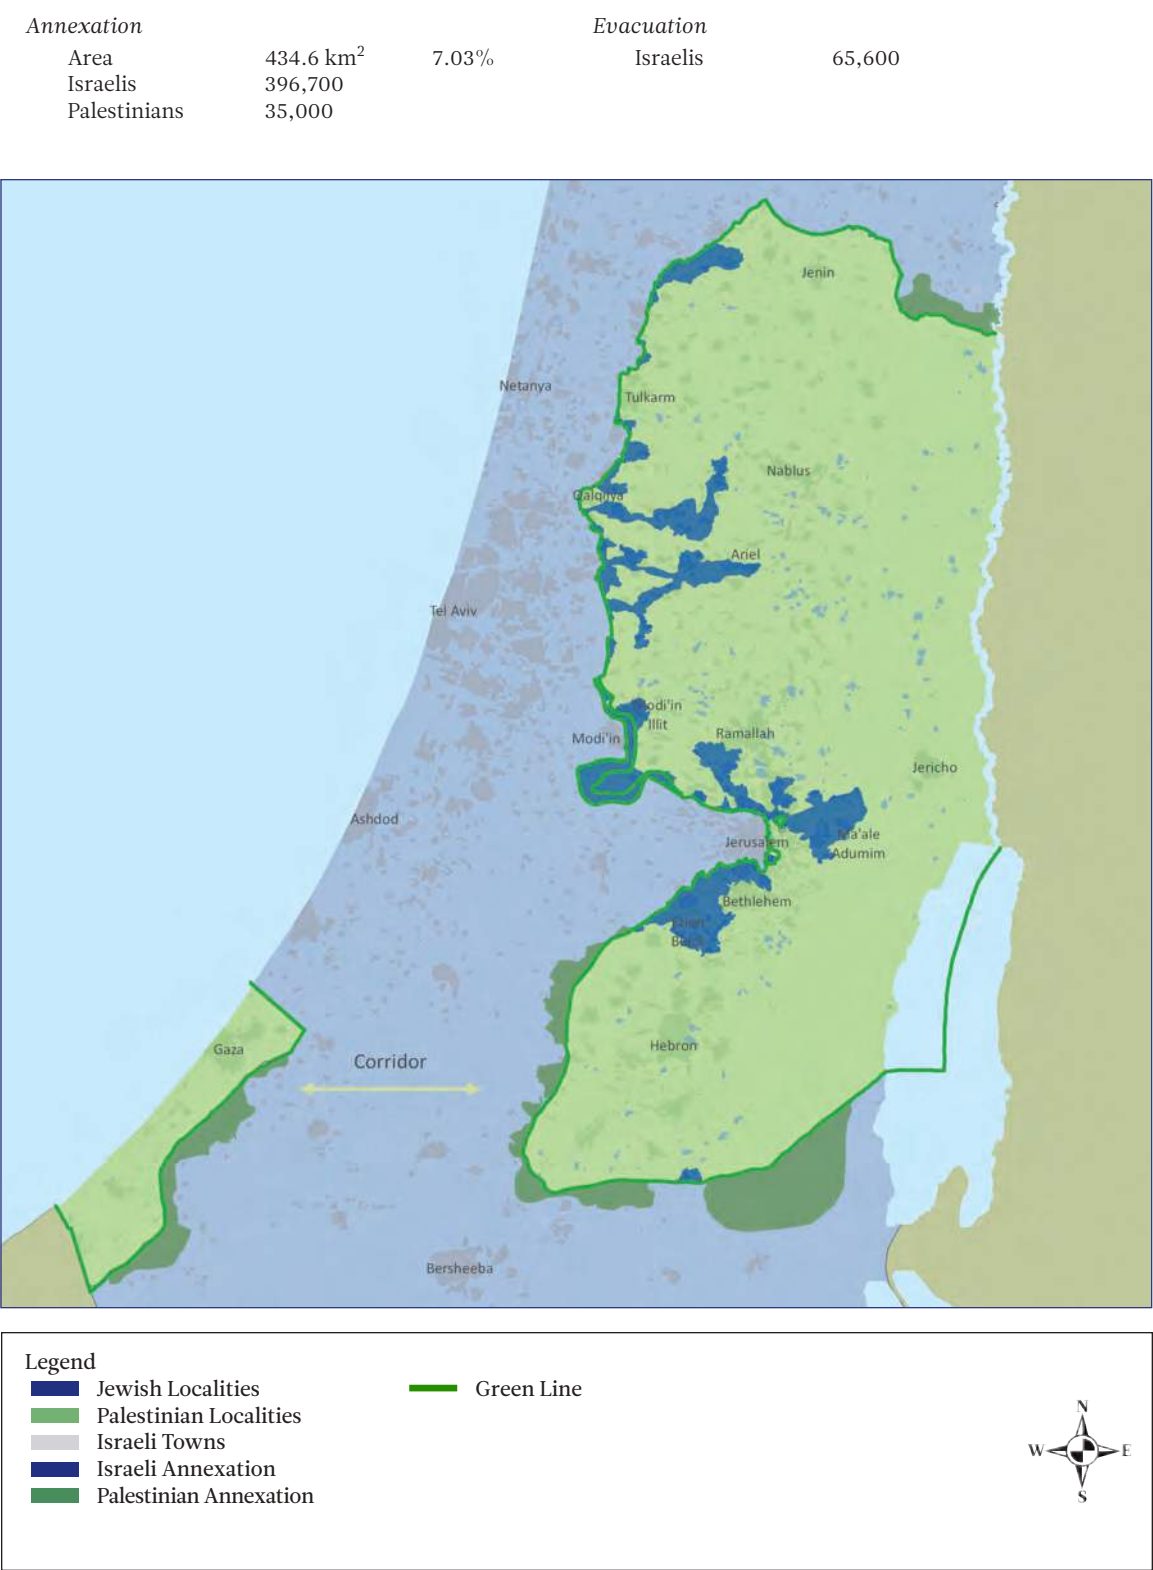 Annexation Evacuation
Area 434.6 km² 7.03% Israelis 65,600
Israelis 396,700
Palestinians 35,000
Jenin
Netanya
Tulkarm
Nablus
Qalqilya
Ariel
Tel Aviv
Modi'in
Illit
Ramallah
Modi'in
Jericho
Ashdod
Jerusalem
Ma'ale
Adumim
Bethlehem
Hebron
Gaza
Corridor
Bersheeba
Legend
Jewish Localities Green Line
Palestinian Localities
Israeli Towns
Israeli Annexation
Palestinian Annexation
N
W E
S